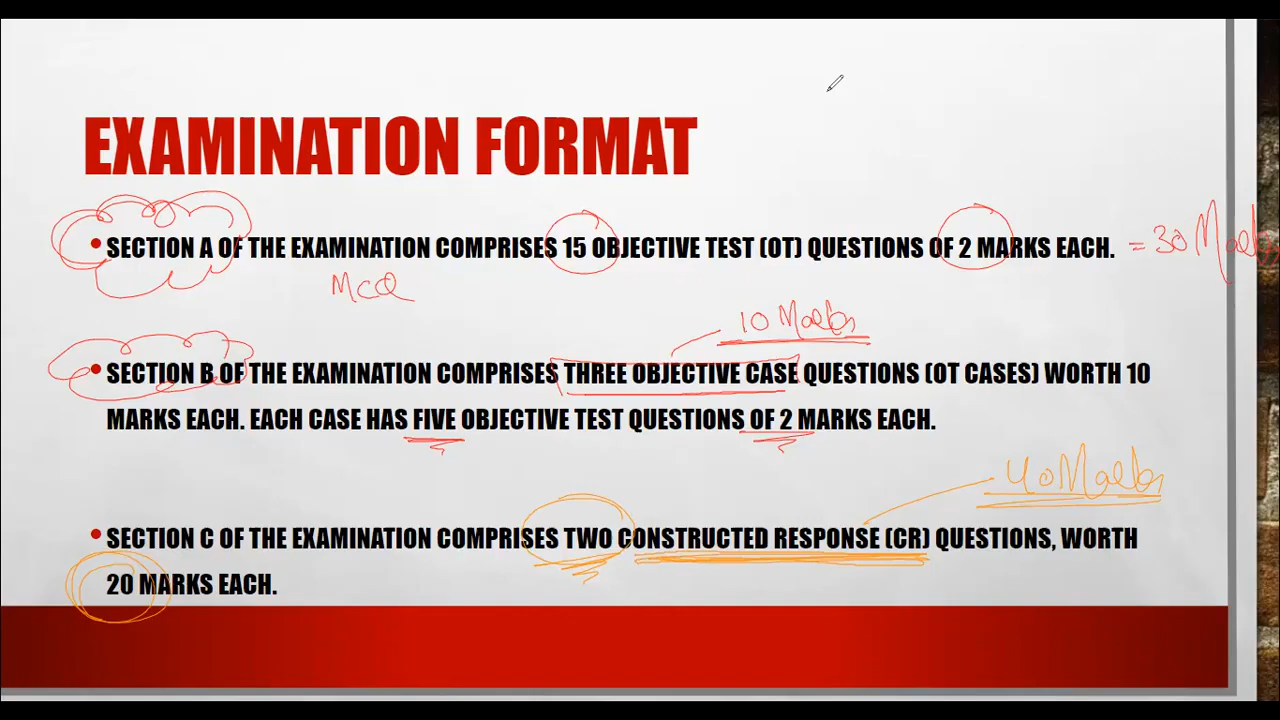 EXAMINATION FORMAT
• SECTION A OF THE EXAMINATION COMPRISES 15 OBJECTIVE TEST (OT) QUESTIONS OF 2 MARKS EACH. = 30 Marks
MCQ
10 Marks
• SECTION B OF THE EXAMINATION COMPRISES THREE OBJECTIVE CASE QUESTIONS (OT CASES) WORTH 10
MARKS EACH. EACH CASE HAS FIVE OBJECTIVE TEST QUESTIONS OF 2 MARKS EACH.
40 Marks
• SECTION C OF THE EXAMINATION COMPRISES TWO CONSTRUCTED RESPONSE (CR) QUESTIONS, WORTH
20 MARKS EACH.